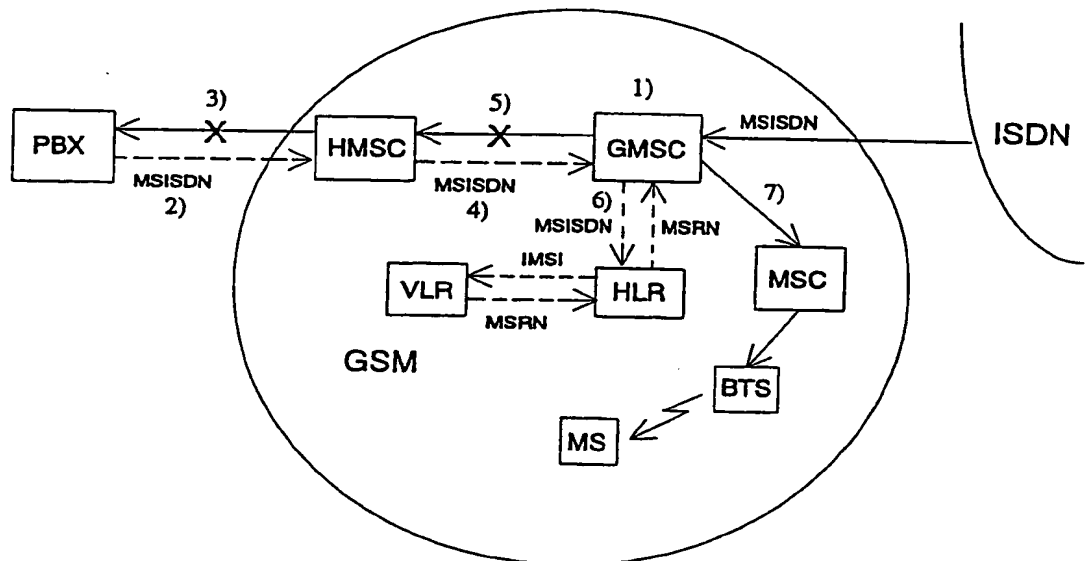 3)
5)
1)
MSISDN
ISDN
PBX
HMSC
GMSC
MSISDN
2)
MSISDN
4)
6)
MSISDN
MSRN
7)
IMSI
VLR
HLR
MSC
MSRN
GSM
BTS
MS